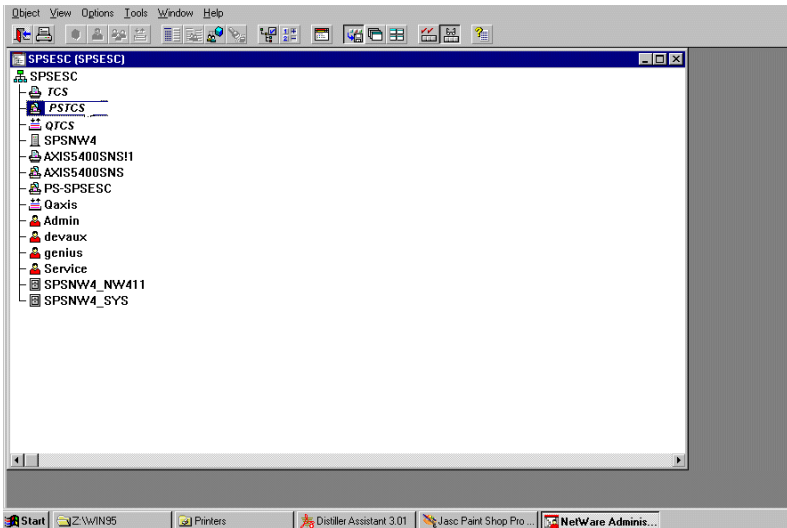 Object View Options Tools Window Help
SPSESC (SPSESC)
SPSESC
TCS
PSTCS
QTCS
SPSNW4
AXIS5400SNS!1
AXIS5400SNS
PS-SPSESC
Qaxis
Admin
devaux
genius
Service
SPSNW4_NW411
SPSNW4_SYS
Start Z:\WIN95 Printers Distiller Assistant 3.01 Jasc Paint Shop Pro ... NetWare Adminis...